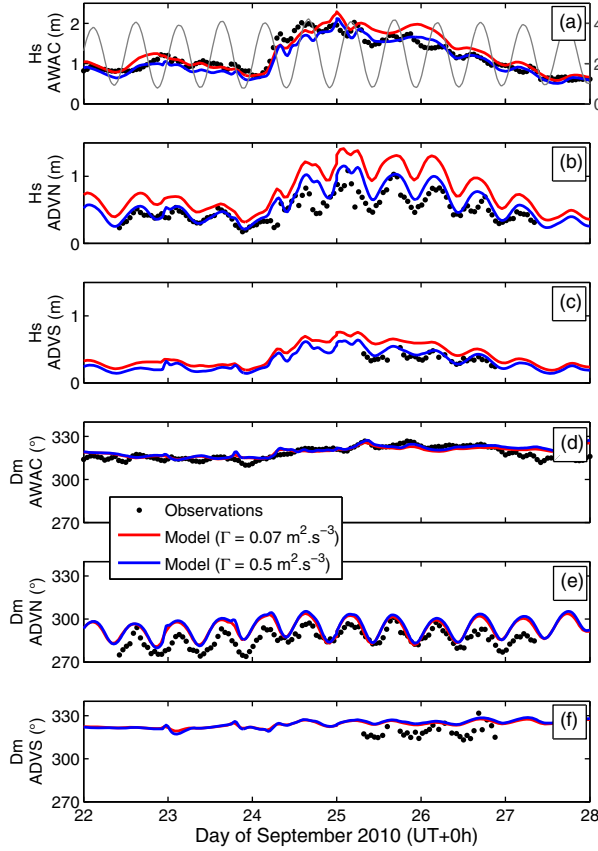 Hs
AWAC (m)
2
1
0
4
2
0
(a)
Hs
ADVN (m)
1
0
(b)
Hs
ADVS (m)
1
0
(c)
Dm
AWAC (°)
330
300
270
(d)
Observations
Model (Γ = 0.07 m².s⁻³)
Model (Γ = 0.5 m².s⁻³)
Dm
ADVN (°)
330
300
270
(e)
Dm
ADVS (°)
330
300
270
(f)
22 23 24 25 26 27 28
Day of September 2010 (UT+0h)